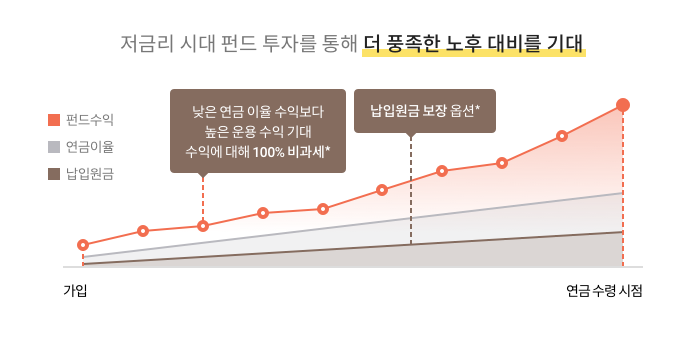 저금리 시대 펀드 투자를 통해 더 풍족한 노후 대비를 기대
펀드수익
연금이율
납입원금
낮은 연금 이율 수익보다
높은 운용 수익 기대
수익에 대해 100% 비과세*
납입원금 보장 옵션*
가입
연금 수령 시점